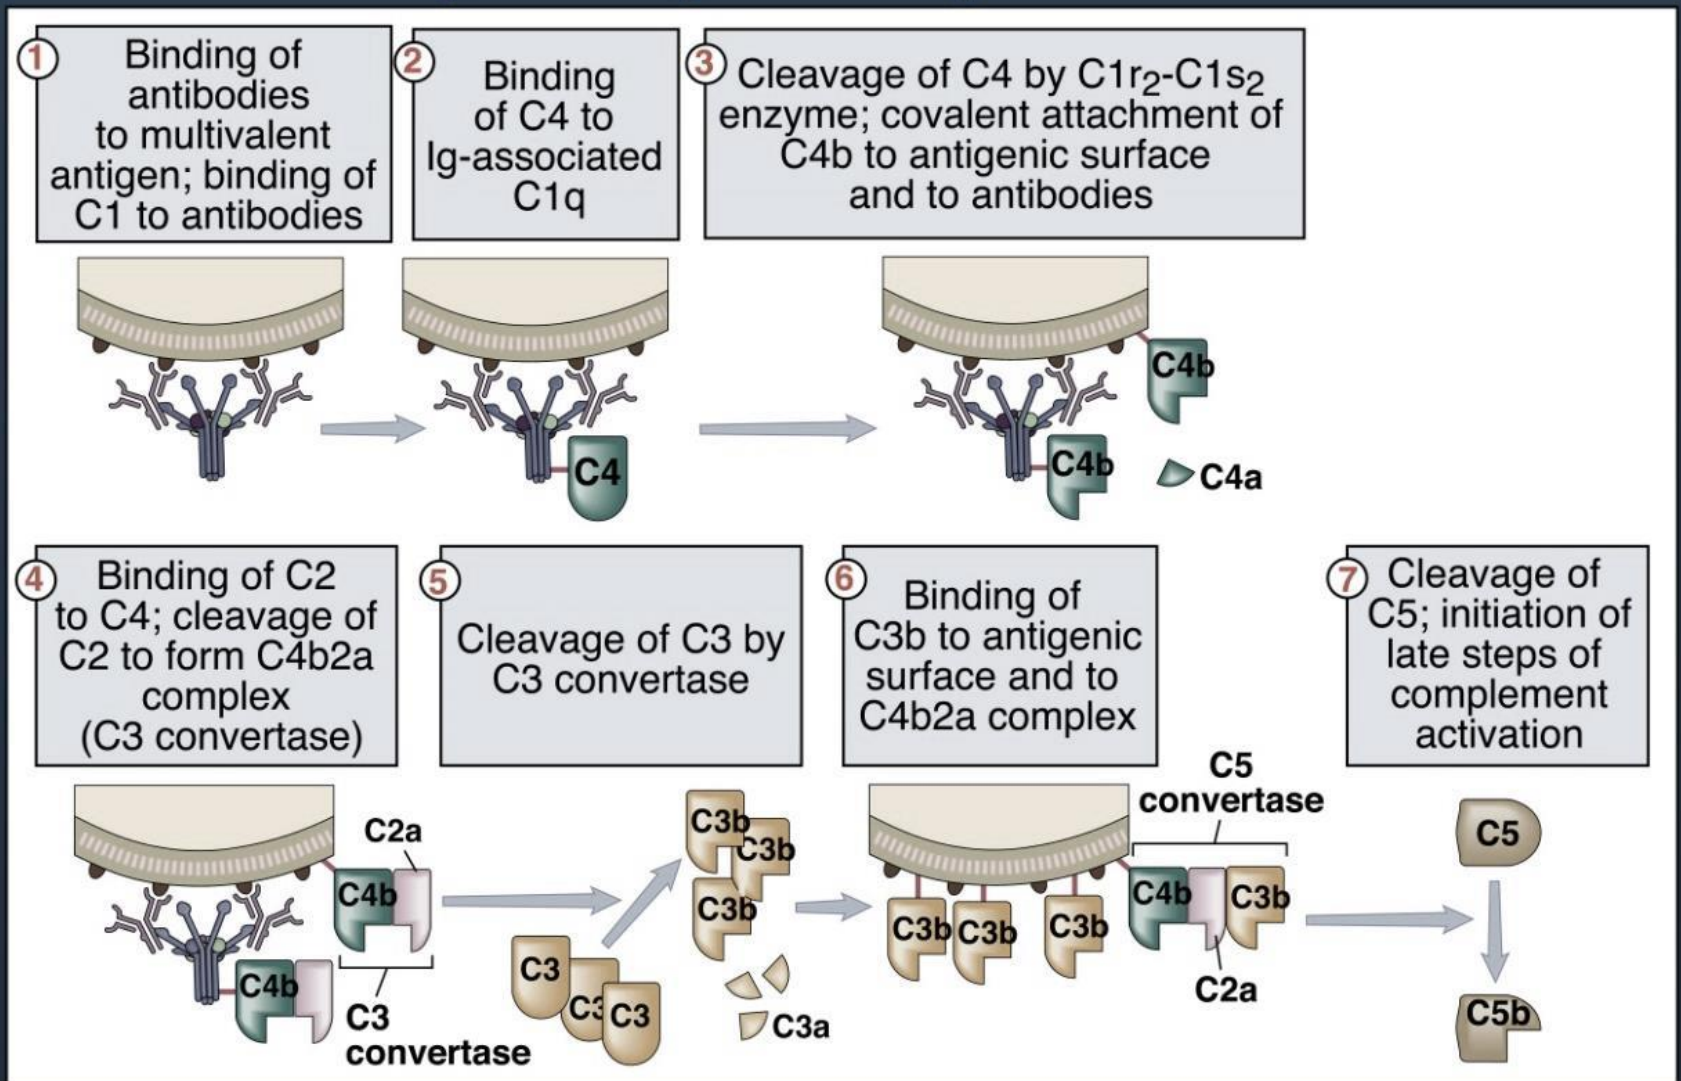 1
Binding of
antibodies
to multivalent
antigen; binding of
C1 to antibodies
2
Binding
of C4 to
Ig-associated
C1q
3
Cleavage of C4 by C1r2-C1s2
enzyme; covalent attachment of
C4b to antigenic surface
and to antibodies
C4
C4b
C4b
C4a
4
Binding of C2
to C4; cleavage of
C2 to form C4b2a
complex
(C3 convertase)
5
Cleavage of C3 by
C3 convertase
6
Binding of
C3b to antigenic
surface and to
C4b2a complex
7
Cleavage of
C5; initiation of
late steps of
complement
activation
C2a
C4b
C4b
C3
convertase
C3
C3
C3
C3b
C3b
C3b
C3a
C3b
C3b
C3b
C5
convertase
C4b
C3b
C2a
C5
C5b